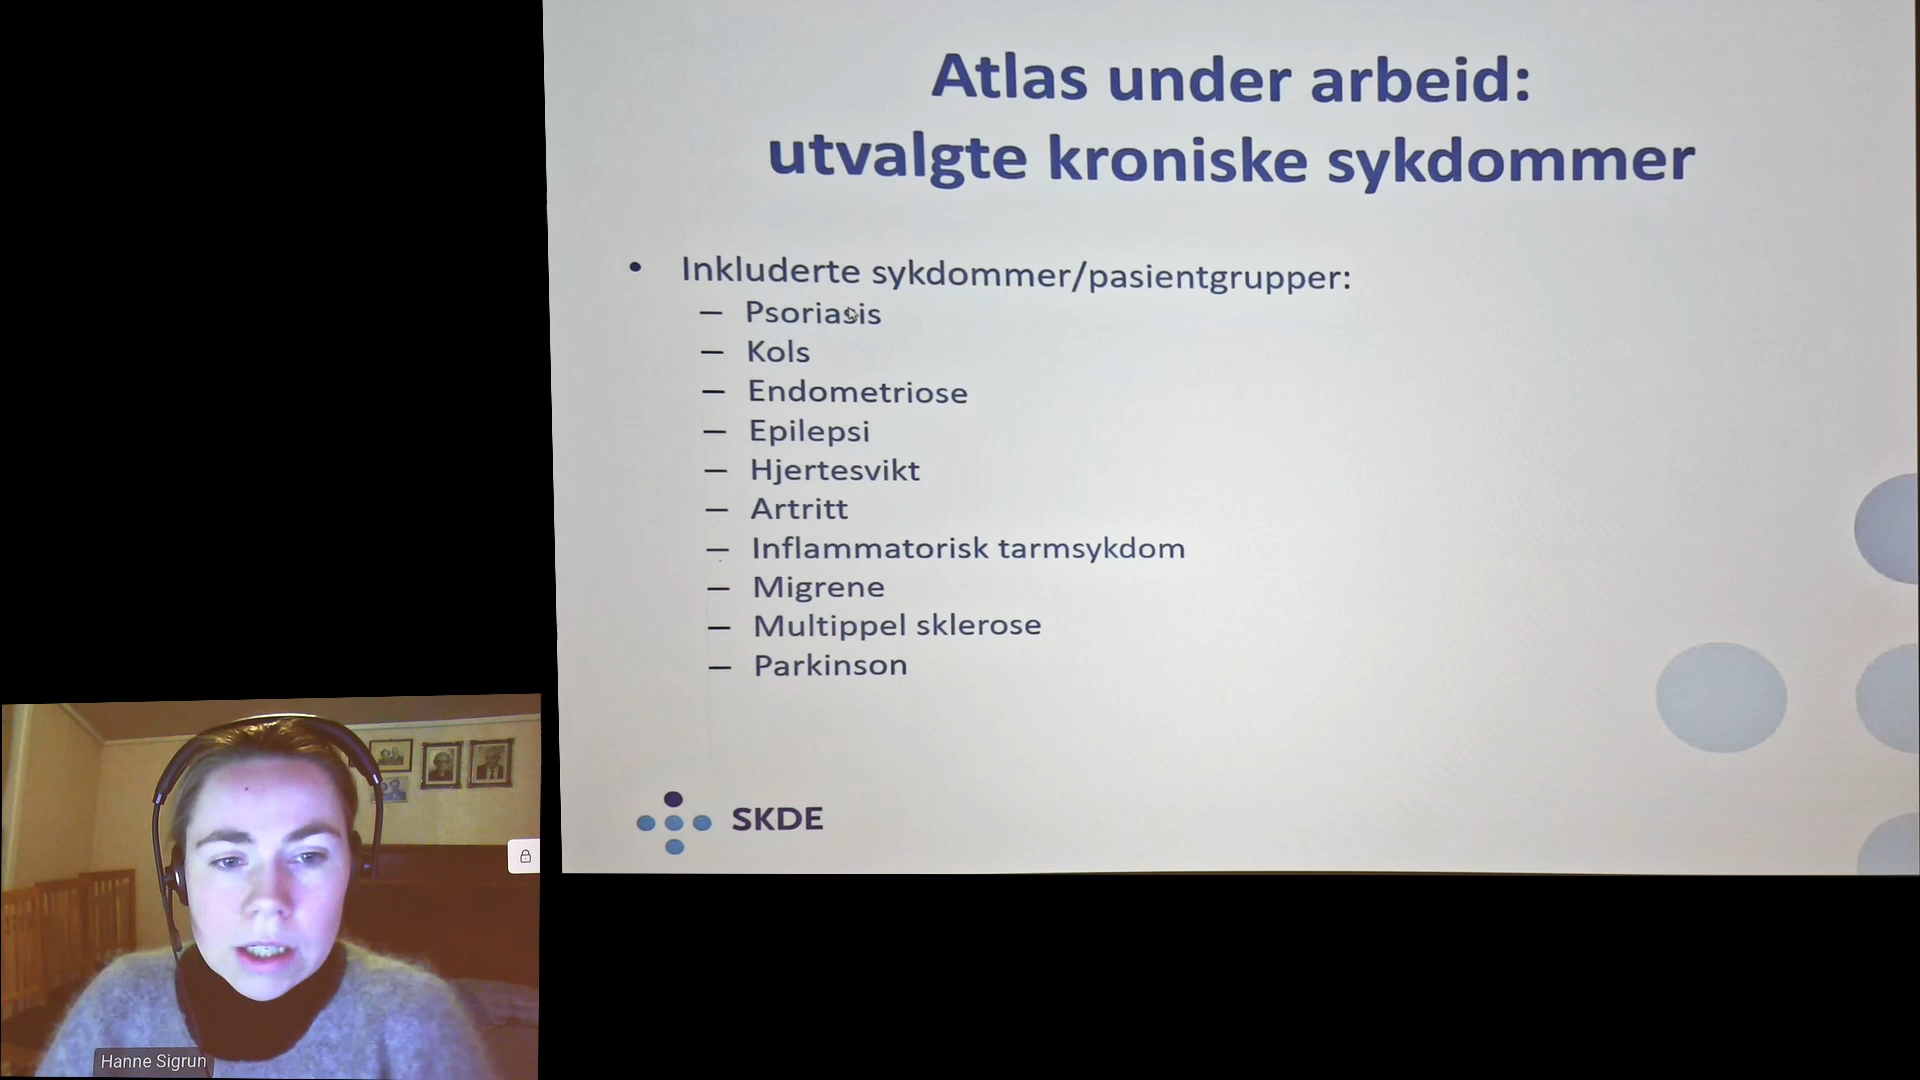 Atlas under arbeid:
utvalgte kroniske sykdommer
• Inkluderte sykdommer/pasientgrupper:
– Psoriasis
– Kols
– Endometriose
– Epilepsi
– Hjertesvikt
– Artritt
– Inflammatorisk tarmsykdom
– Migrene
– Multippel sklerose
– Parkinson
SKDE
Hanne Sigrun